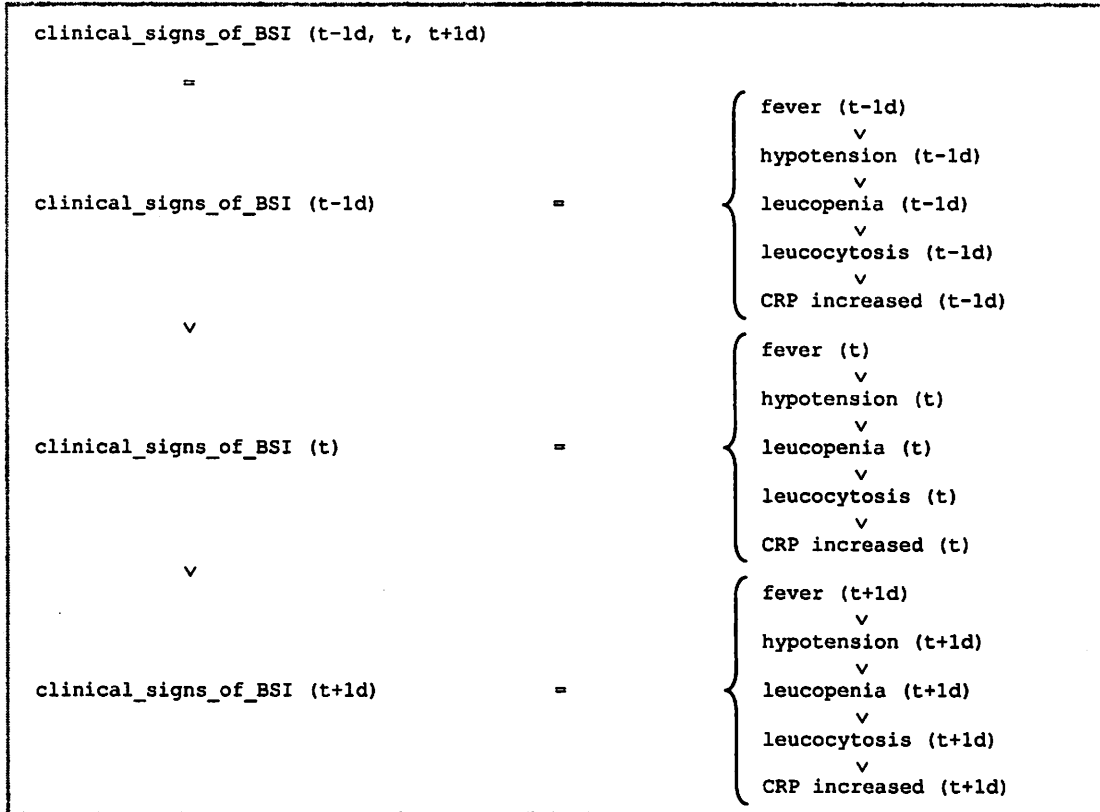 clinical_signs_of_BSI (t-1d, t, t+1d)
=
fever (t-1d)
v
hypotension (t-1d)
v
clinical_signs_of_BSI (t-1d) = leucopenia (t-1d)
v
leucocytosis (t-1d)
v
CRP increased (t-1d)
v
fever (t)
v
hypotension (t)
v
clinical_signs_of_BSI (t) = leucopenia (t)
v
leucocytosis (t)
v
CRP increased (t)
v
fever (t+1d)
v
hypotension (t+1d)
v
clinical_signs_of_BSI (t+1d) = leucopenia (t+1d)
v
leucocytosis (t+1d)
v
CRP increased (t+1d)